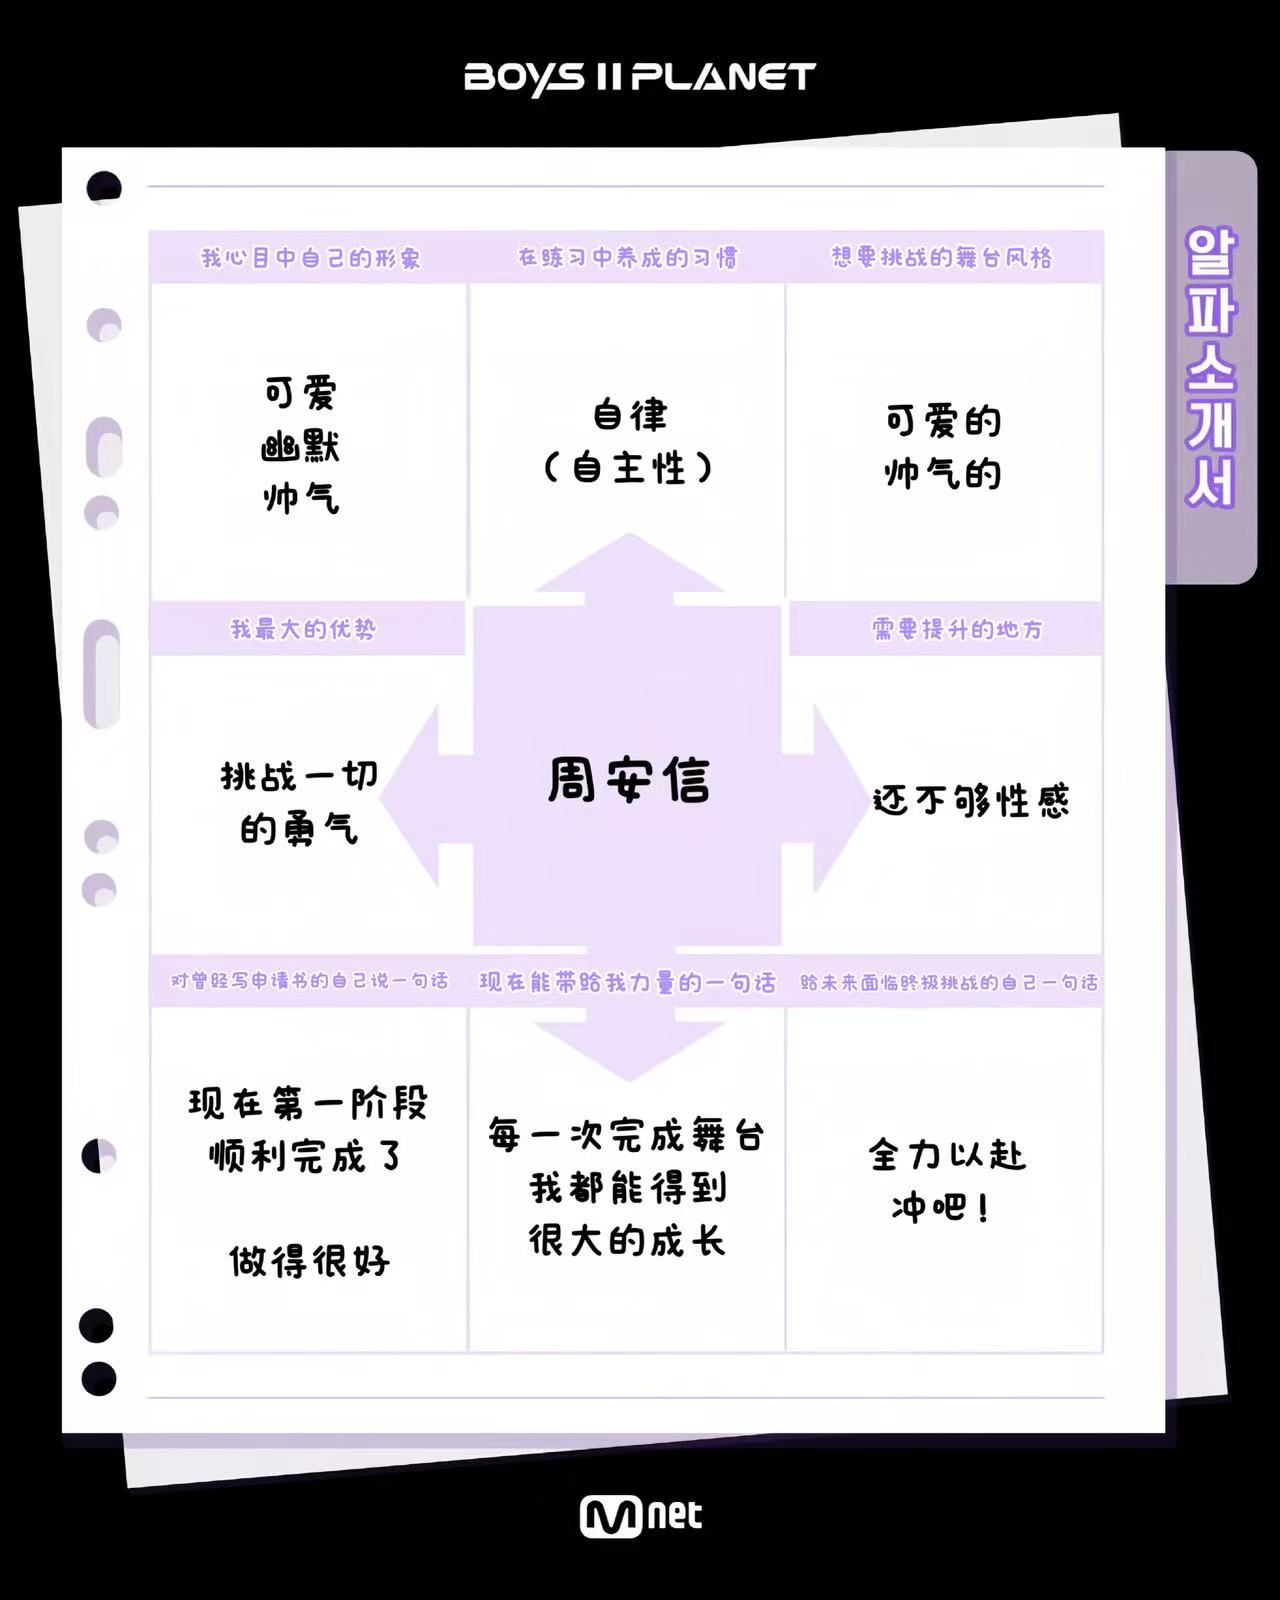 BOYS II PLANET
알파소개서
我心目中自己的形象
在练习中养成的习惯
想要挑战的舞台风格
可爱
幽默
帅气
自律
（自主性）
可爱的
帅气的
我最大的优势
需要提升的地方
挑战一切
的勇气
周安信
还不够性感
对曾经写申请书的自己说一句话
现在能带给我力量的一句话
给未来面临终极挑战的自己一句话
现在第一阶段
顺利完成了
做得很好
每一次完成舞台
我都能得到
很大的成长
全力以赴
冲吧！
Mnet